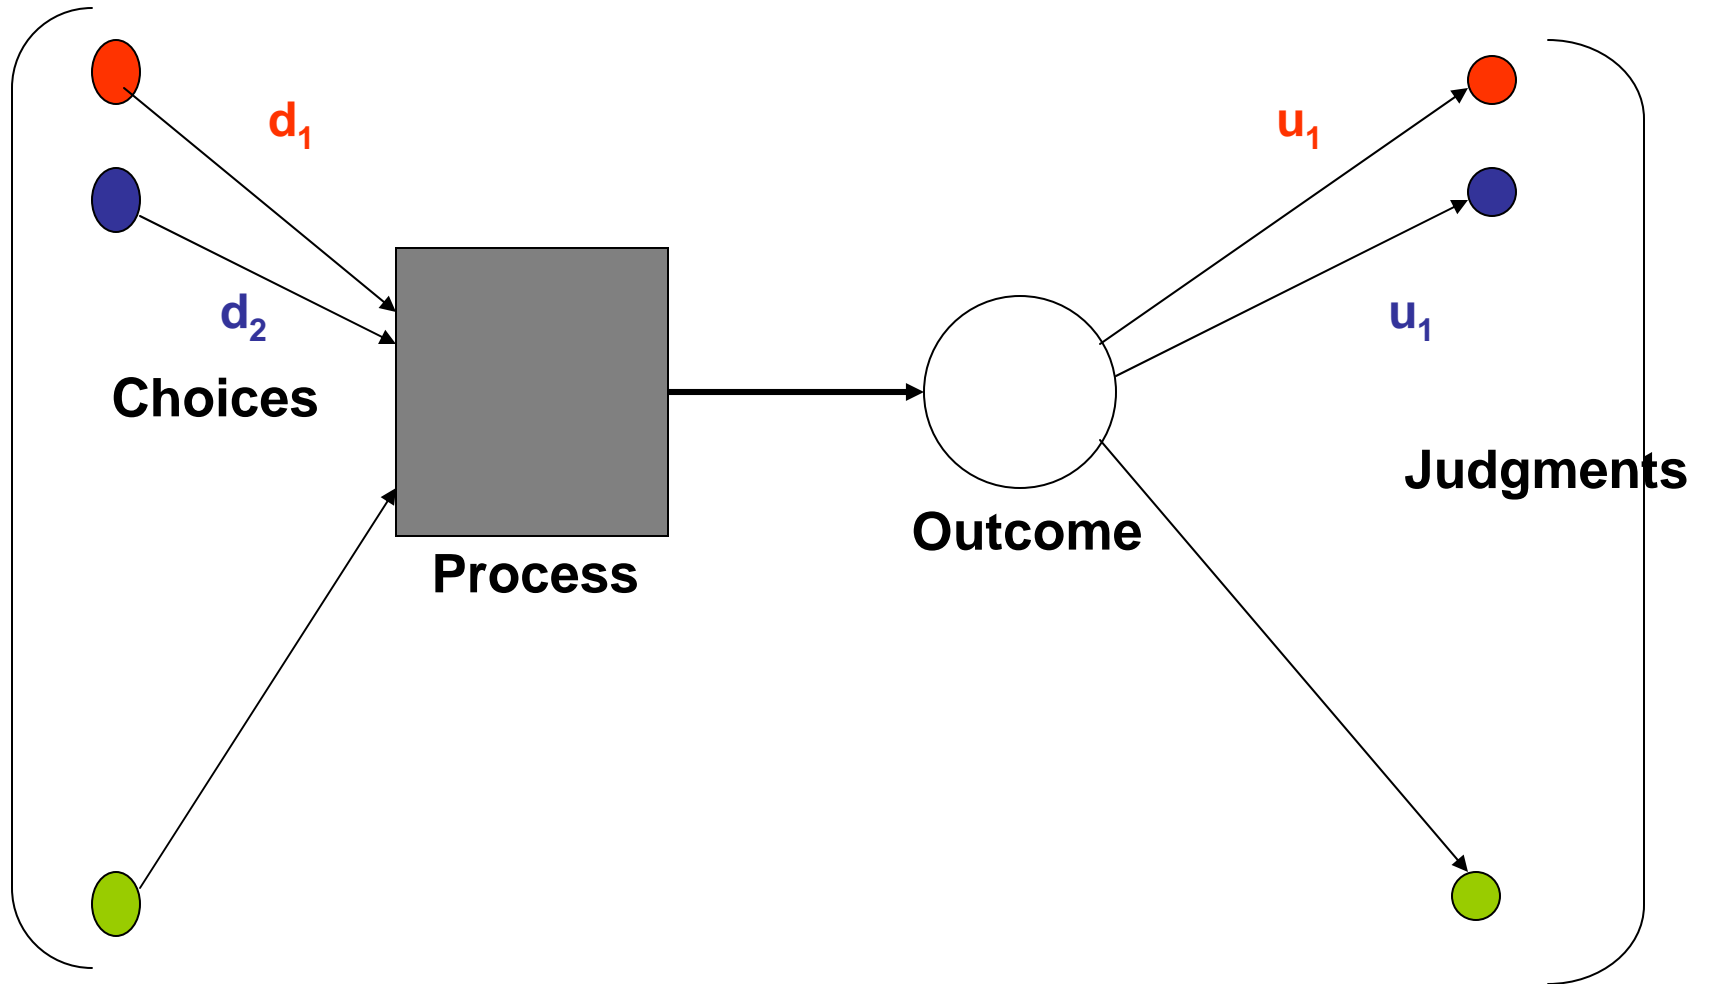 d1
u1
d2
u1
Choices
Judgments
Outcome
Process